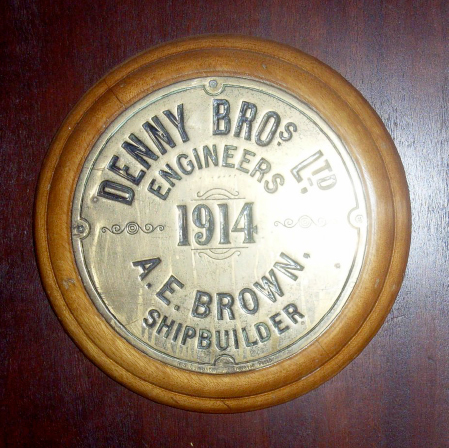 DENNY BROS LTD.
ENGINEERS
1914
A.E. BROWN.
SHIPBUILDER